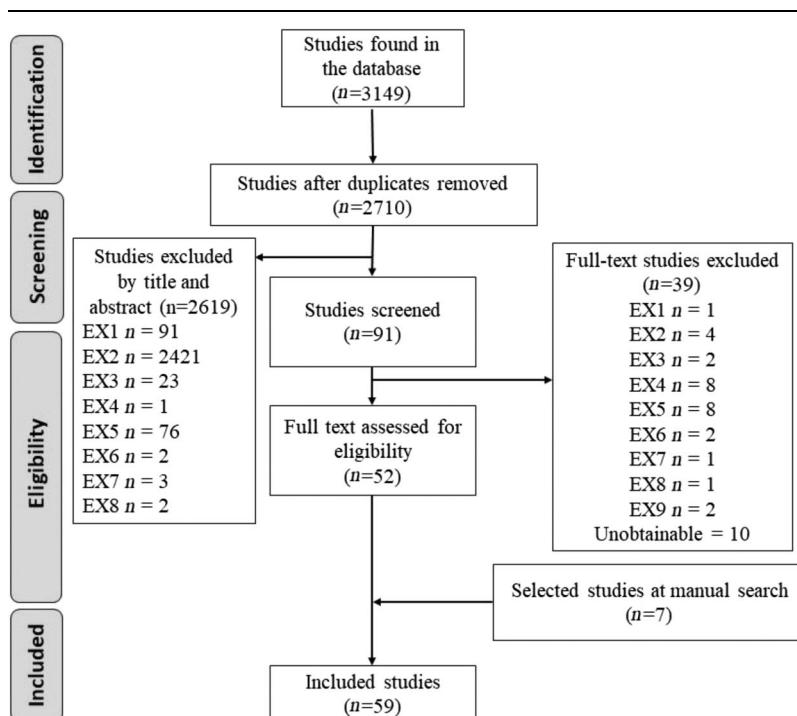 Identification
Screening
Eligibility
Included
Studies found in
the database
(n=3149)
Studies after duplicates removed
(n=2710)
Studies excluded
by title and
abstract (n=2619)
EX1 n = 91
EX2 n = 2421
EX3 n = 23
EX4 n = 1
EX5 n = 76
EX6 n = 2
EX7 n = 3
EX8 n = 2
Studies screened
(n=91)
Full-text studies excluded
(n=39)
EX1 n = 1
EX2 n = 4
EX3 n = 2
EX4 n = 8
EX5 n = 8
EX6 n = 2
EX7 n = 1
EX8 n = 1
EX9 n = 2
Unobtainable = 10
Full text assessed for
eligibility
(n=52)
Selected studies at manual search
(n=7)
Included studies
(n=59)